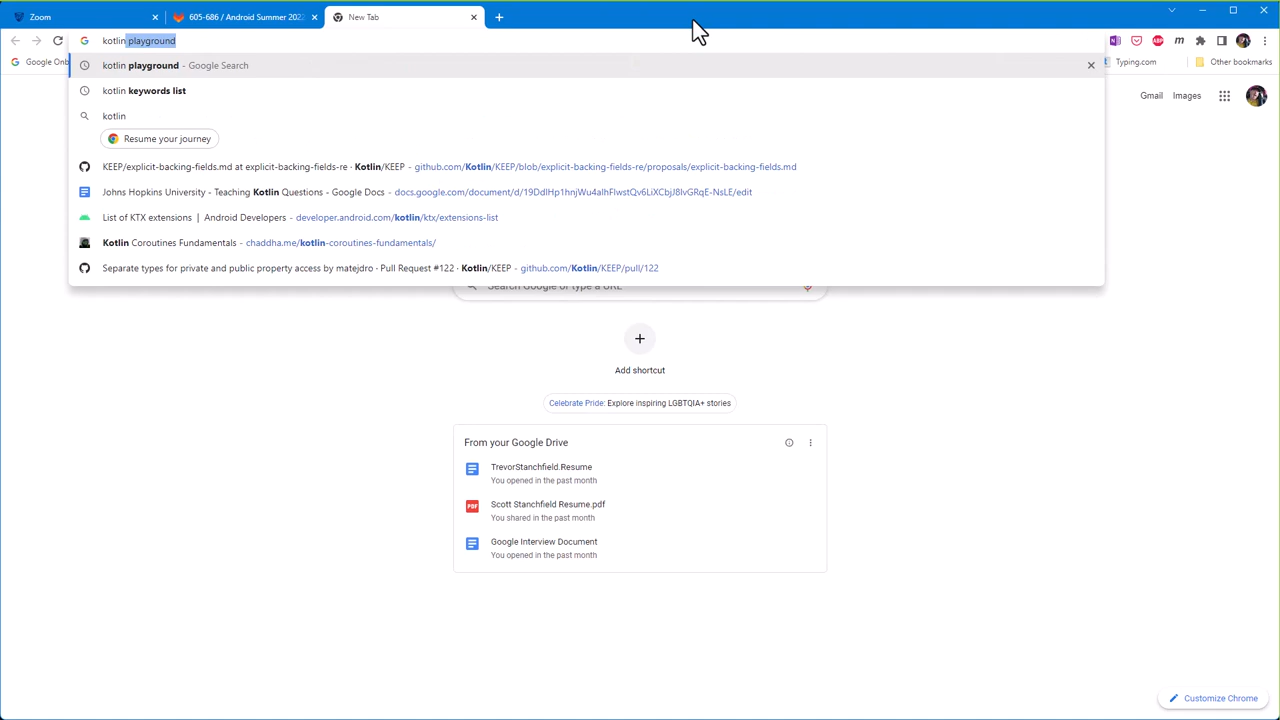 Zoom
605-686 / Android Summer 2022
New Tab
kotlin playground
Google Onb
Typing.com
Other bookmarks
kotlin playground - Google Search
kotlin keywords list
kotlin
Resume your journey
KEEP/explicit-backing-fields.md at explicit-backing-fields-re · Kotlin/KEEP - github.com/Kotlin/KEEP/blob/explicit-backing-fields-re/proposals/explicit-backing-fields.md
Johns Hopkins University - Teaching Kotlin Questions - Google Docs - docs.google.com/document/d/19DdlHp1hnjWu4alhFlwstQv6LiXCbjJ8lvGRqE-NsLE/edit
List of KTX extensions | Android Developers - developer.android.com/kotlin/ktx/extensions-list
Kotlin Coroutines Fundamentals - chaddha.me/kotlin-coroutines-fundamentals/
Separate types for private and public property access by matejdro · Pull Request #122 · Kotlin/KEEP - github.com/Kotlin/KEEP/pull/122
Gmail Images
Search Google or type a URL
Add shortcut
Celebrate Pride: Explore inspiring LGBTQIA+ stories
From your Google Drive
TrevorStanchfield.Resume
You opened in the past month
PDF
Scott Stanchfield Resume.pdf
You shared in the past month
Google Interview Document
You opened in the past month
Customize Chrome